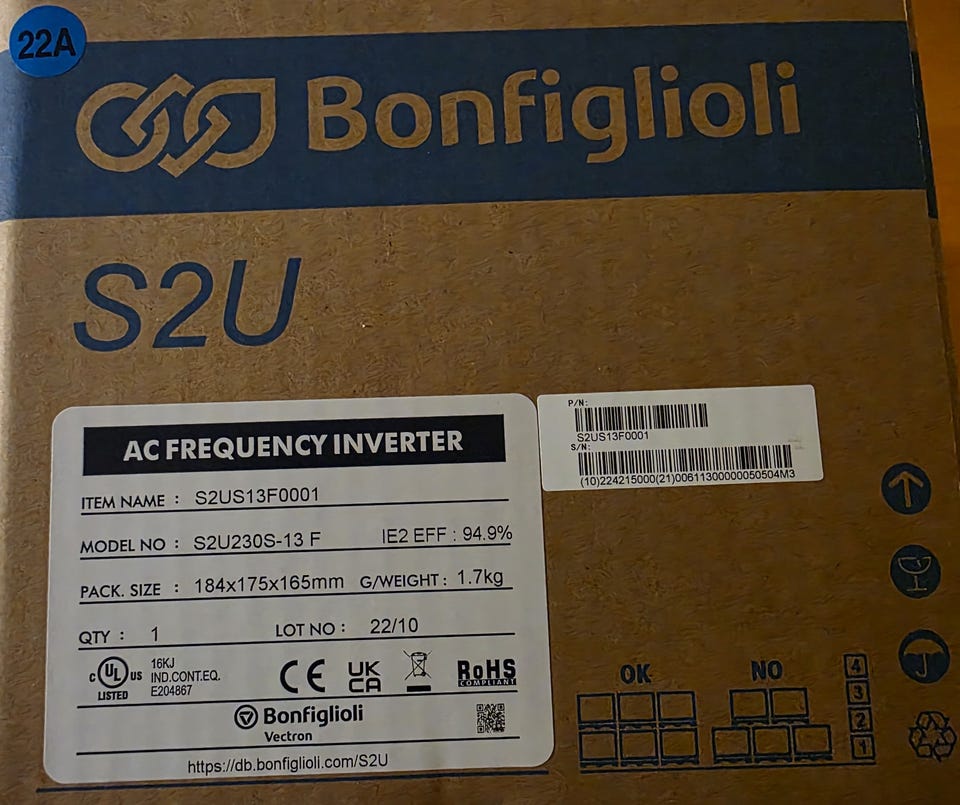 22A
Bonfiglioli
S2U
AC FREQUENCY INVERTER
ITEM NAME : S2US13F0001
MODEL NO : S2U230S-13 F IE2 EFF : 94.9%
PACK. SIZE : 184x175x165mm G/WEIGHT : 1.7kg
QTY : 1 LOT NO : 22/10
C UL US LISTED
16KJ
IND.CONT.EQ.
E204867
CE
UK
CA
RoHS
COMPLIANT
Bonfiglioli
Vectron
https://db.bonfiglioli.com/S2U
P/N:
S2US13F0001
S/N:
(10)224215000(21)00611300000050504M3
OK
NO
4
3
2
1